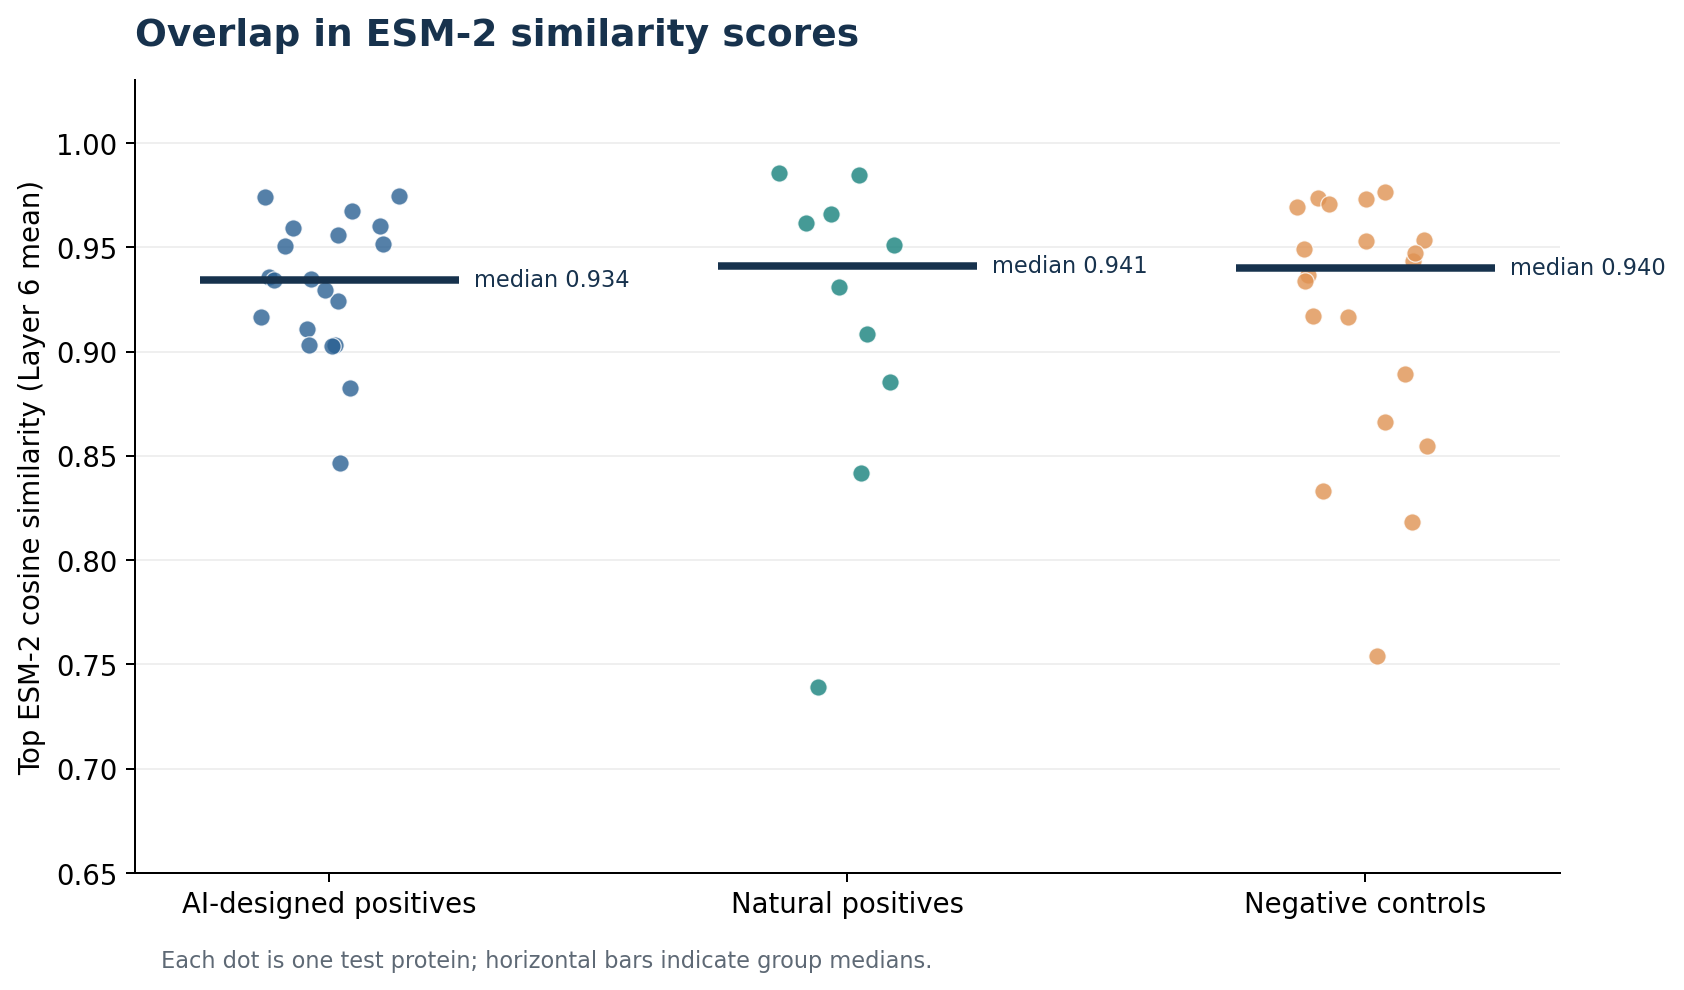 Overlap in ESM-2 similarity scores
Top ESM-2 cosine similarity (Layer 6 mean)
1.00
0.95
0.90
0.85
0.80
0.75
0.70
0.65
median 0.934
median 0.941
median 0.940
AI-designed positives
Natural positives
Negative controls
Each dot is one test protein; horizontal bars indicate group medians.